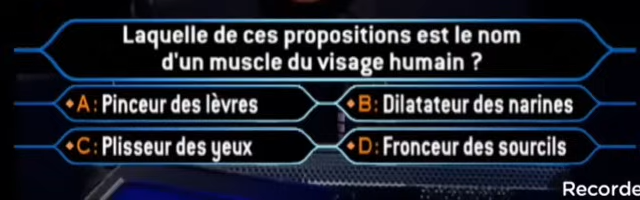 Laquelle de ces propositions est le nom
d'un muscle du visage humain ?
A: Pinceur des lèvres
B: Dilatateur des narines
C: Plisseur des yeux
D: Fronceur des sourcils
Recorde